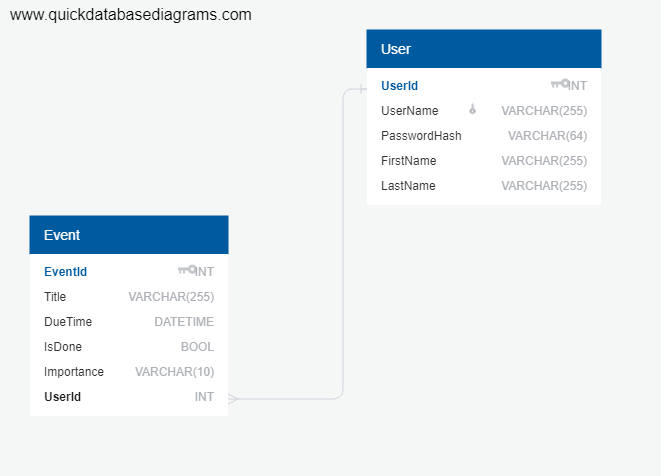 www.quickdatabasediagrams.com
User
UserId INT
UserName VARCHAR(255)
PasswordHash VARCHAR(64)
FirstName VARCHAR(255)
LastName VARCHAR(255)
Event
EventId INT
Title VARCHAR(255)
DueTime DATETIME
IsDone BOOL
Importance VARCHAR(10)
UserId INT